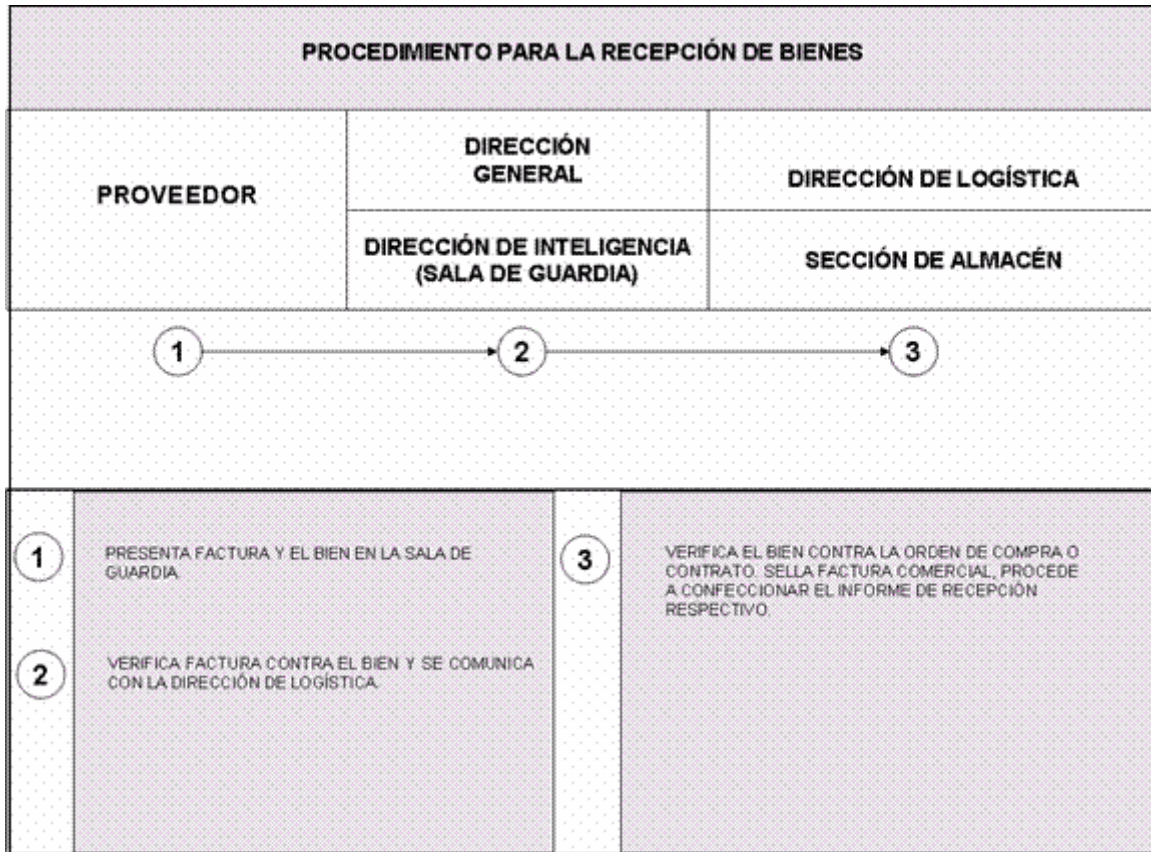 PROCEDIMIENTO PARA LA RECEPCIÓN DE BIENES
PROVEEDOR
DIRECCIÓN
GENERAL
DIRECCIÓN DE LOGÍSTICA
DIRECCIÓN DE INTELIGENCIA
(SALA DE GUARDIA)
SECCIÓN DE ALMACÉN
1
2
3
1
PRESENTA FACTURA Y EL BIEN EN LA SALA DE
GUARDIA.
2
VERIFICA FACTURA CONTRA EL BIEN Y SE COMUNICA
CON LA DIRECCIÓN DE LOGÍSTICA.
3
VERIFICA EL BIEN CONTRA LA ORDEN DE COMPRA O
CONTRATO. SELLA FACTURA COMERCIAL, PROCEDE
A CONFECCIONAR EL INFORME DE RECEPCIÓN
RESPECTIVO.